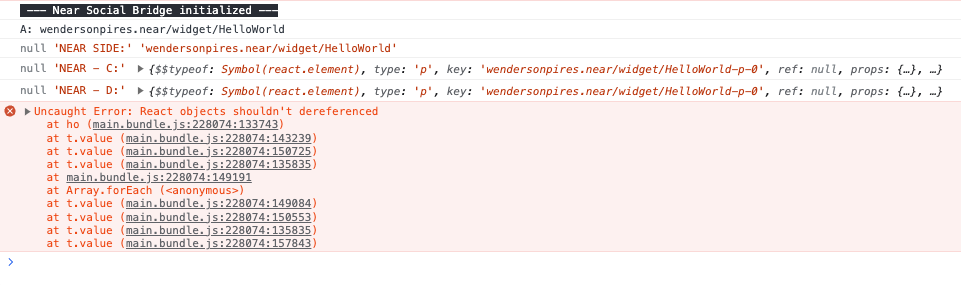 --- Near Social Bridge initialized ---
A: wendersonpires.near/widget/HelloWorld
null 'NEAR SIDE:' 'wendersonpires.near/widget/HelloWorld'
null 'NEAR - C:' ▶ {$$typeof: Symbol(react.element), type: 'p', key: 'wendersonpires.near/widget/HelloWorld-p-0', ref: null, props: {…}, …}
null 'NEAR - D:' ▶ {$$typeof: Symbol(react.element), type: 'p', key: 'wendersonpires.near/widget/HelloWorld-p-0', ref: null, props: {…}, …}
▶ Uncaught Error: React objects shouldn't dereferenced
at ho (main.bundle.js:228074:133743)
at t.value (main.bundle.js:228074:143239)
at t.value (main.bundle.js:228074:150725)
at t.value (main.bundle.js:228074:135835)
at main.bundle.js:228074:149191
at Array.forEach (<anonymous>)
at t.value (main.bundle.js:228074:149084)
at t.value (main.bundle.js:228074:150553)
at t.value (main.bundle.js:228074:135835)
at t.value (main.bundle.js:228074:157843)